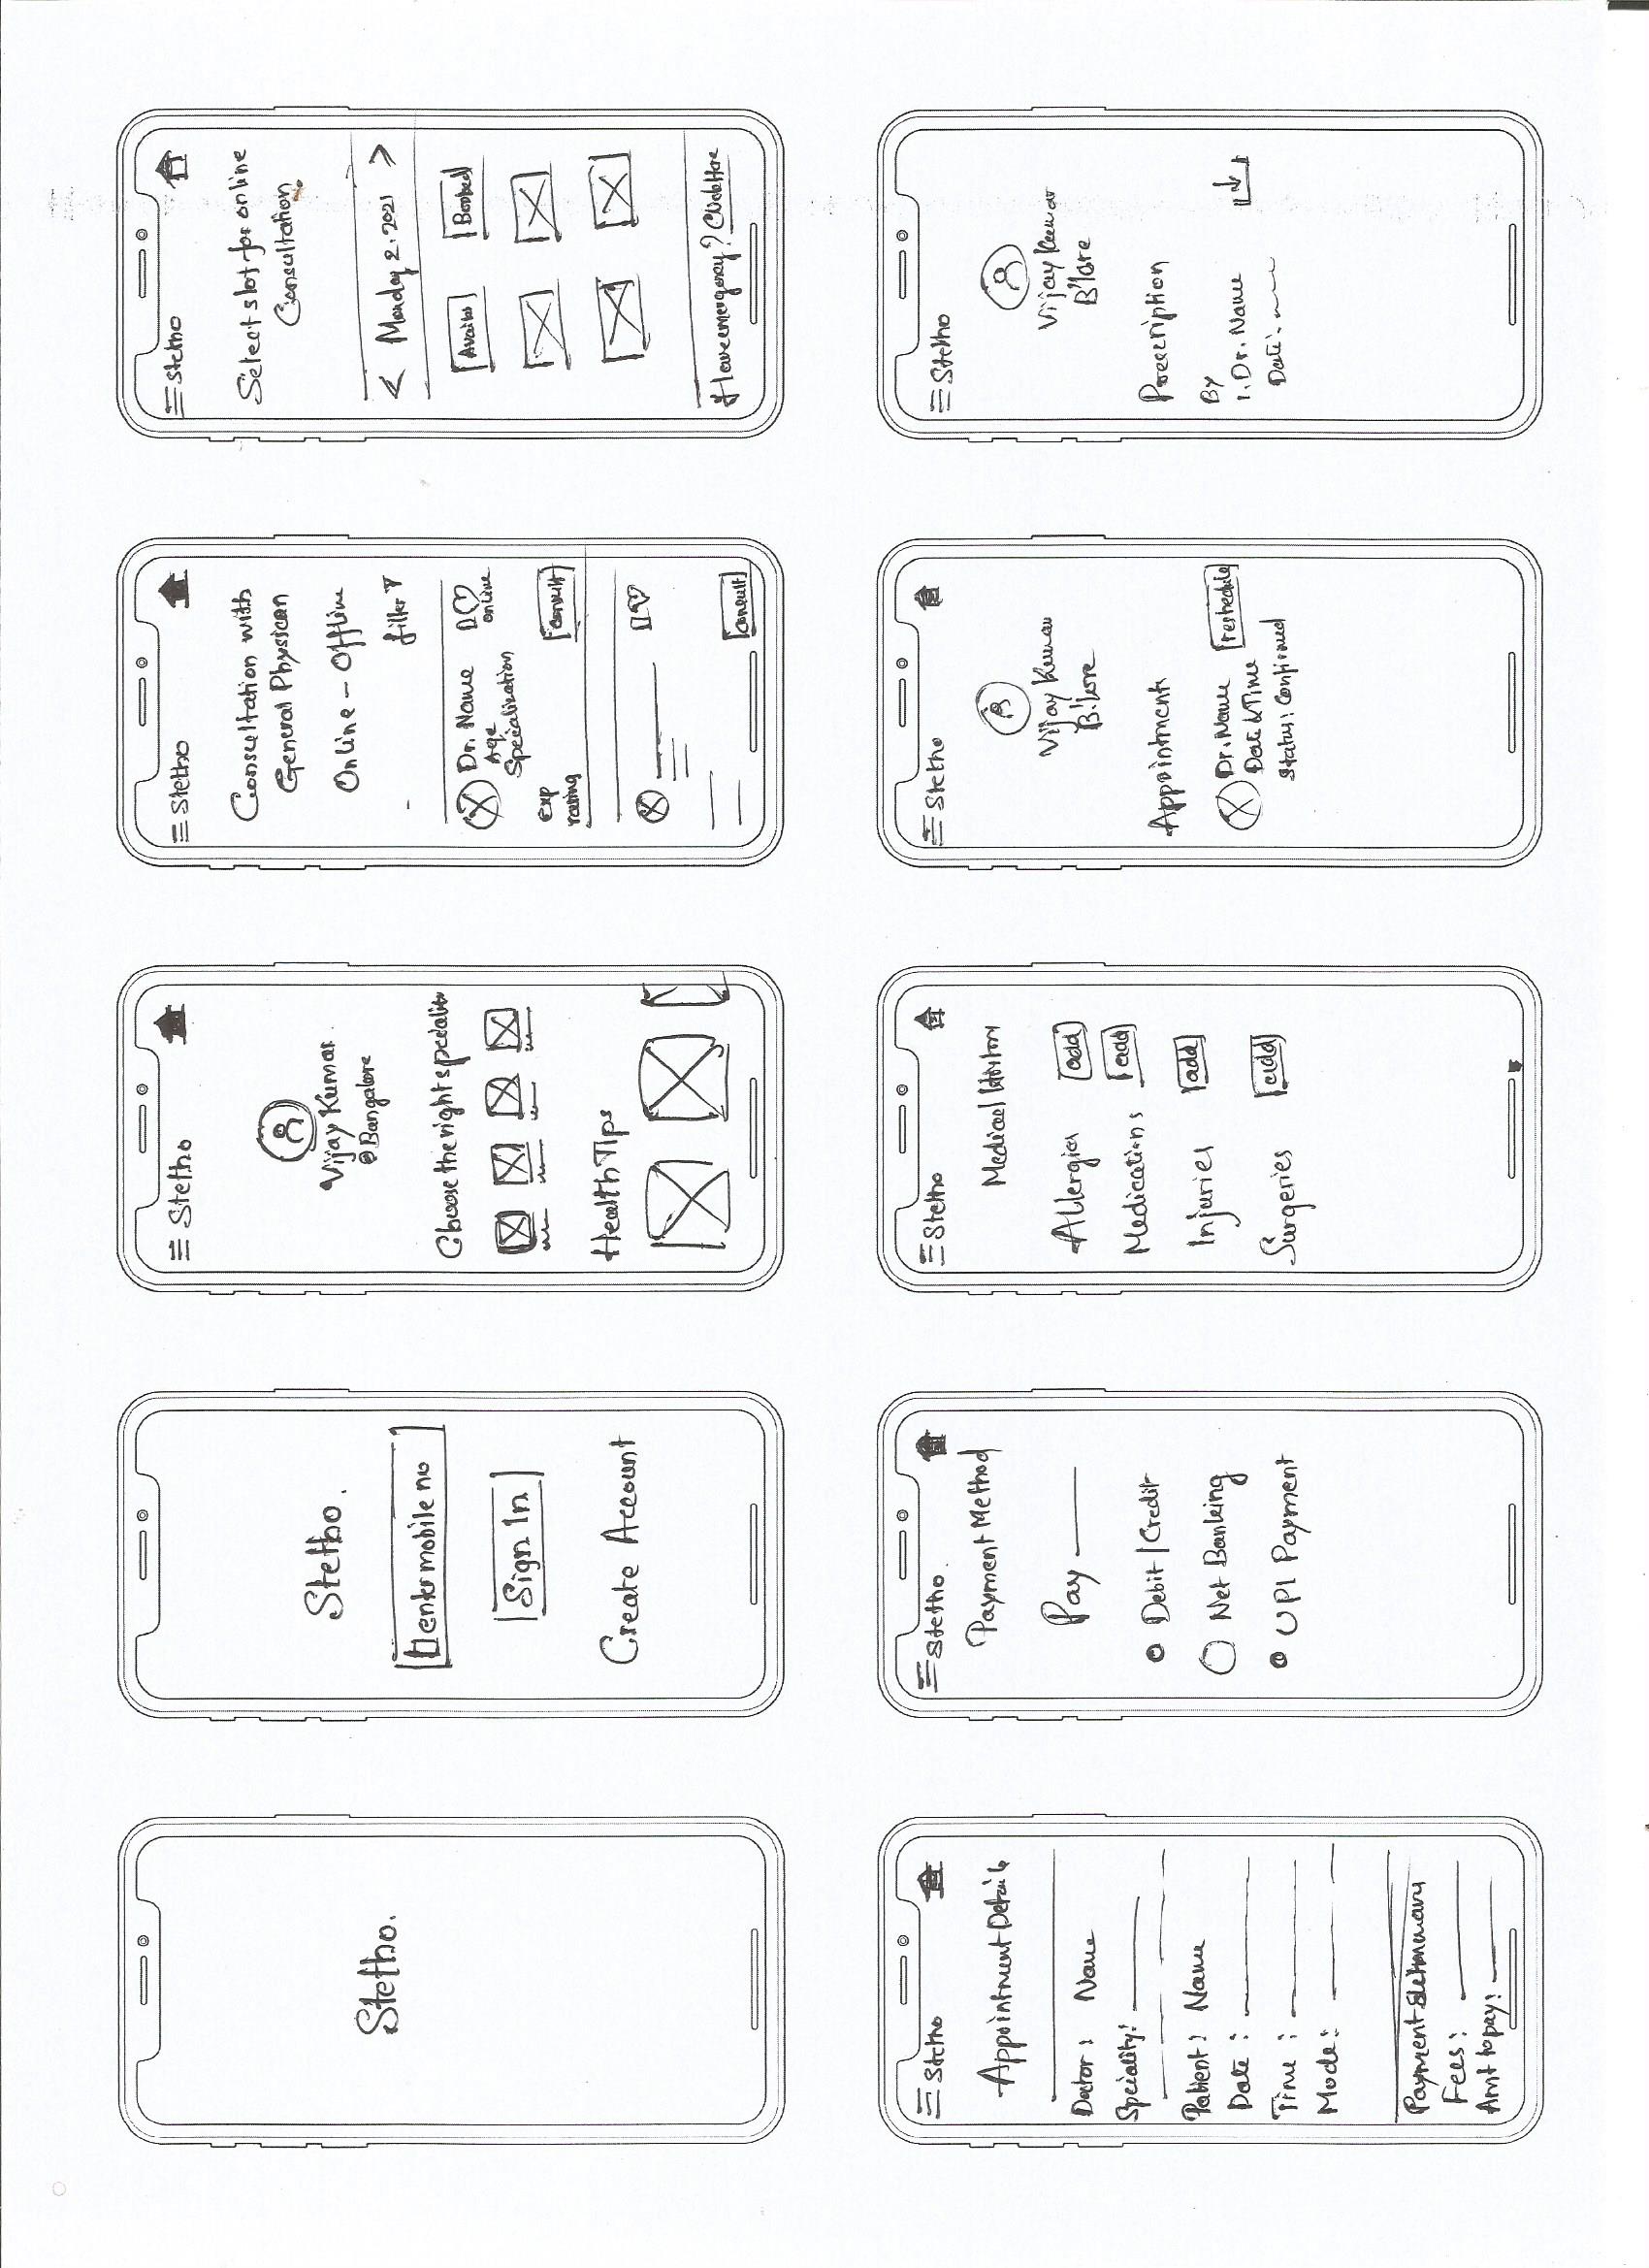 Stetho.
Stetho.
enter mobile no
Sign In
Create Account
Stetho
Vijay Kumar
@Bangalore
Choose the right speciality
Health Tips
Stetho
Consultation with
General Physican
Online - Offline
filter
Dr. Name
online
Age
Specialization
exp
rating
consult
consult
Stetho
Select slot for online
Consultation
< Monday 2, 2021 >
Booked
Have emergency? Click Here
Stetho
Appointment Details
Doctor: Name
Speciality:
Patient: Name
Date:
Time:
Mode:
Payment
Fees:
Amt to pay:
Stetho.
Payment Method
Pay
Debit | Credit
Net Banking
UPI Payment
Stetho
Medical History
Allergies add
Medications add
Injuries add
Surgeries add
Stetho
Vijay Kumar
B'lore
Appointments
Dr. Name
Date & Time
Status: Confirmed
Stetho
Vijay Kumar
B'lore
Prescription
By
1. Dr. Name
Date: